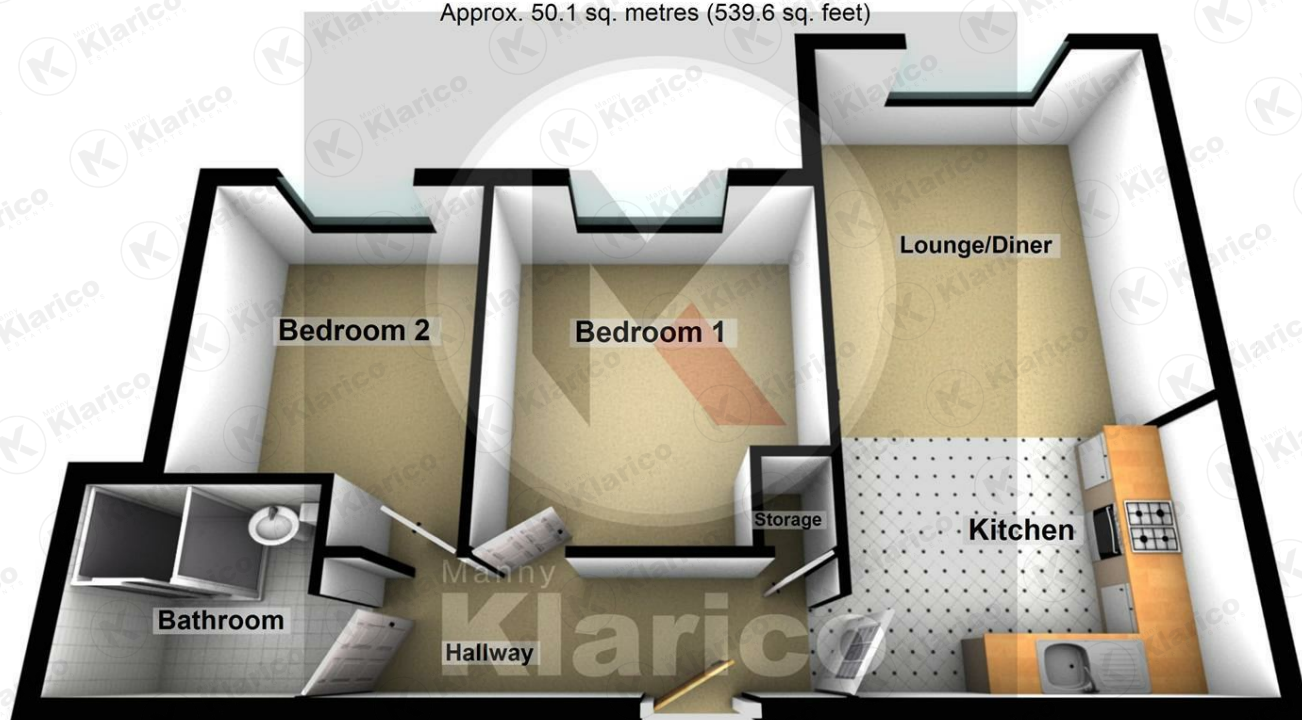 Approx. 50.1 sq. metres (539.6 sq. feet)
Lounge/Diner
Bedroom 2
Bedroom 1
Storage
Kitchen
Manny
Klarico
Bathroom
Hallway